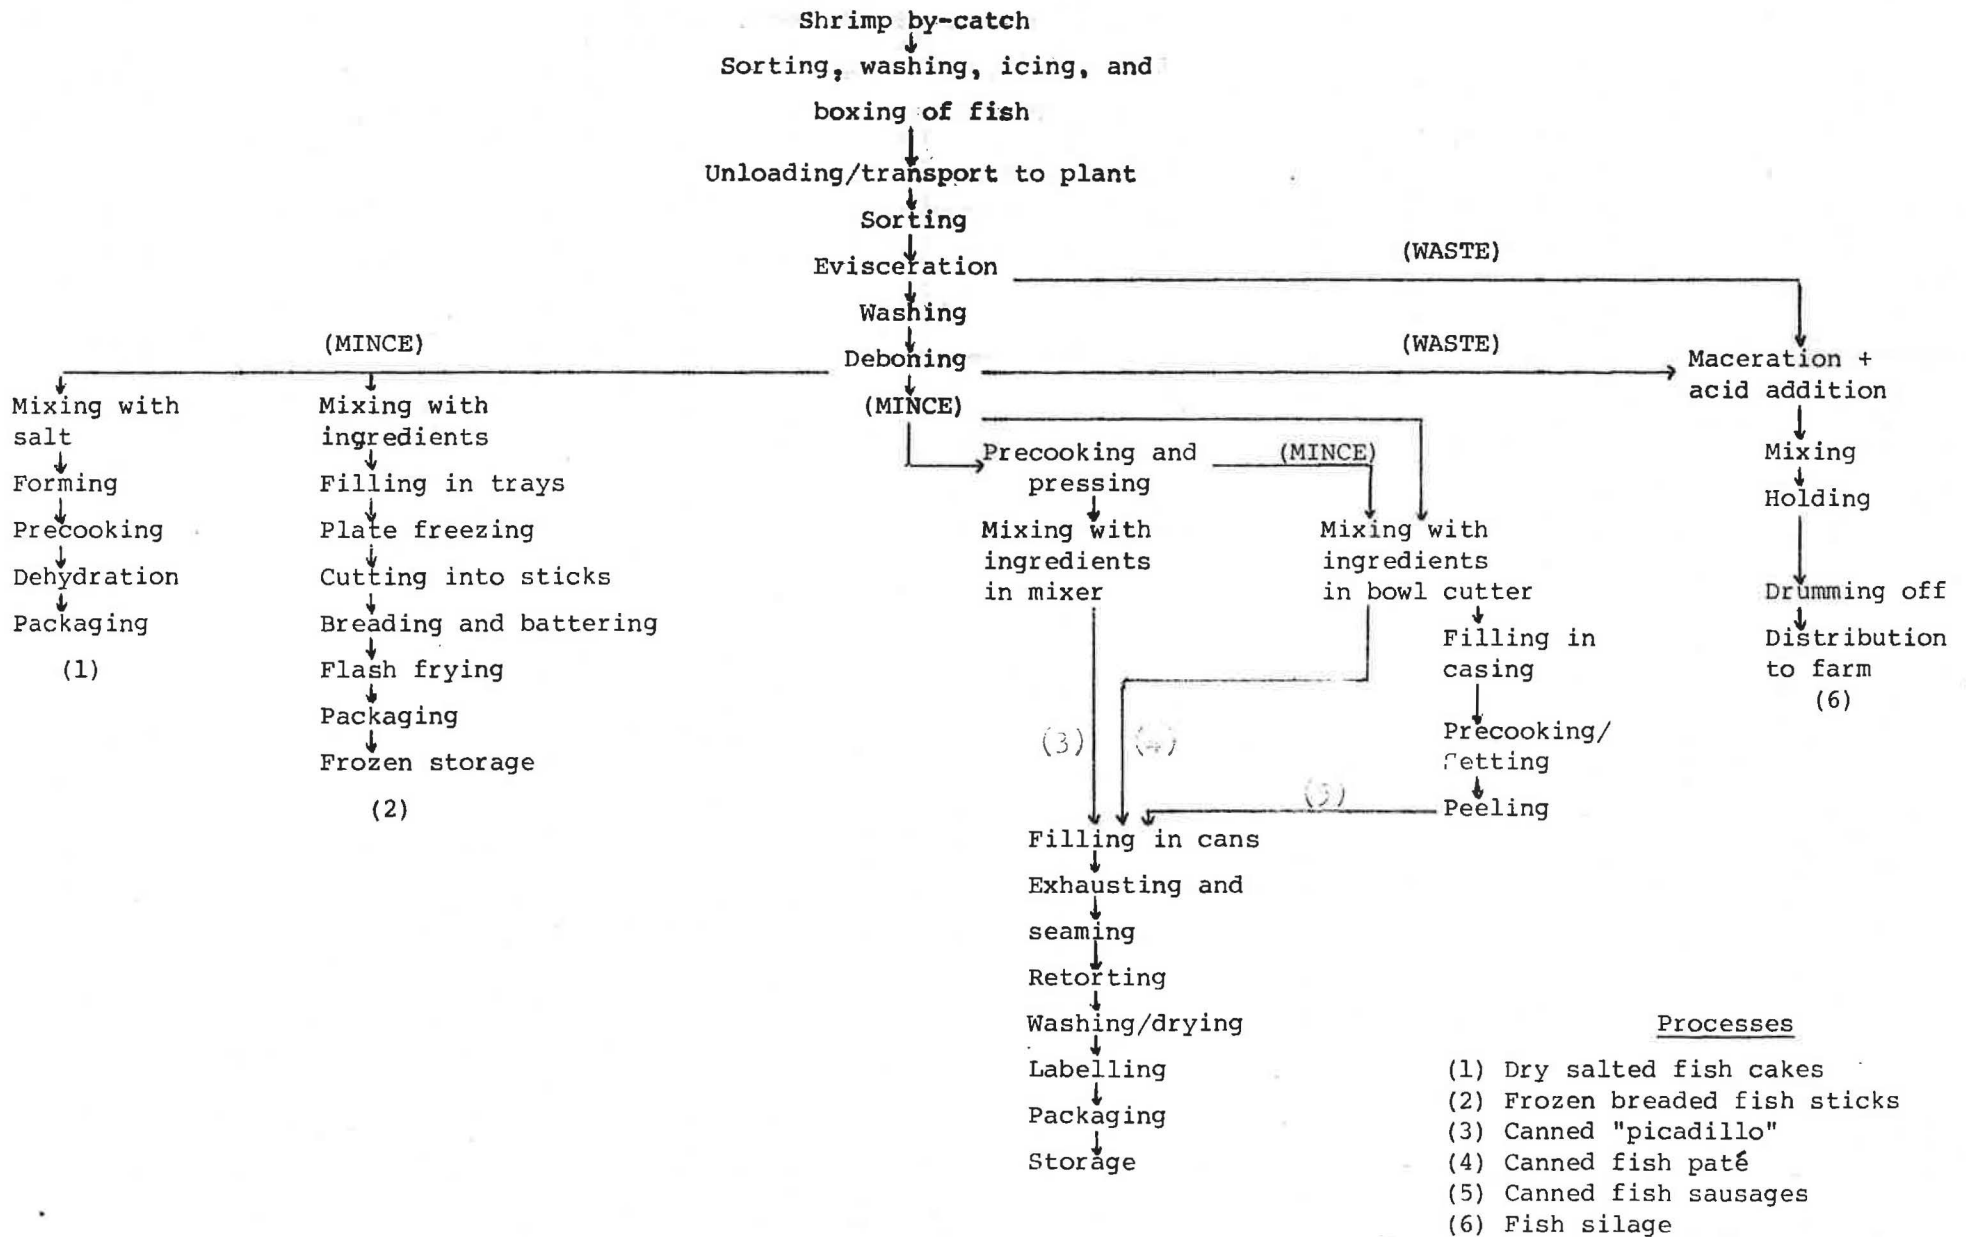 Shrimp by-catch
Sorting, washing, icing, and
boxing of fish
Unloading/transport to plant
Sorting
Evisceration
(WASTE)
Washing
Deboning
(MINCE)
(WASTE)
(MINCE)
Mixing with
salt
Forming
Precooking
Dehydration
Packaging
(1)
Mixing with
ingredients
Filling in trays
Plate freezing
Cutting into sticks
Breading and battering
Flash frying
Packaging
Frozen storage
(2)
Precooking and
pressing
(MINCE)
Mixing with
ingredients
in mixer
(3)
Mixing with
ingredients
in bowl cutter
(4)
Filling in
casing
Precooking/
etting
Peeling
(5)
Filling in cans
Exhausting and
seaming
Retorting
Washing/drying
Labelling
Packaging
Storage
Maceration +
acid addition
Mixing
Holding
Drumming off
Distribution
to farm
(6)
Processes
(1) Dry salted fish cakes
(2) Frozen breaded fish sticks
(3) Canned "picadillo"
(4) Canned fish paté
(5) Canned fish sausages
(6) Fish silage